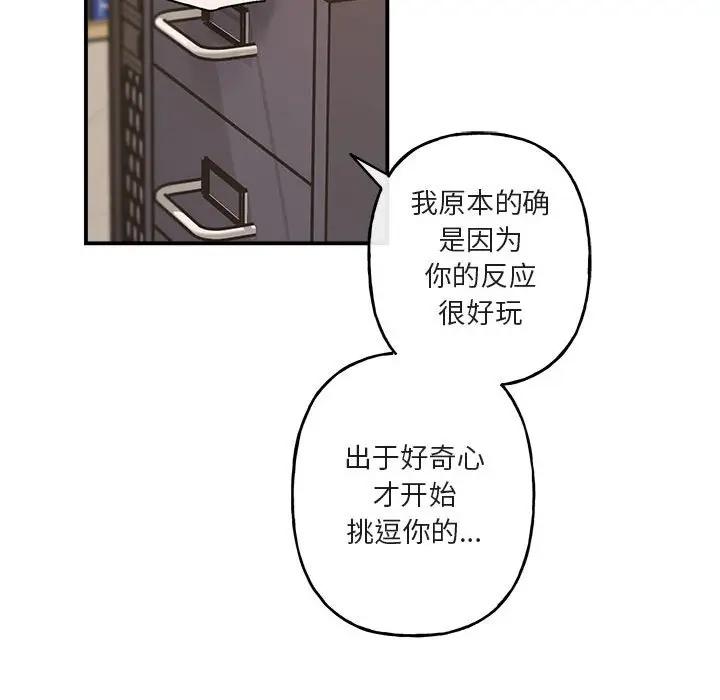 我原本的确
是因为
你的反应
很好玩
出于好奇心
才开始
挑逗你的...